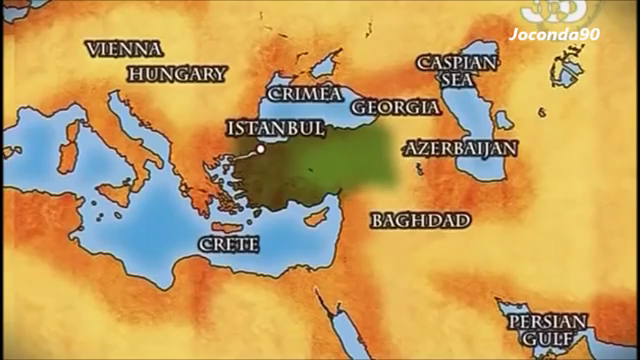 Joconda90
VIENNA
HUNGARY
CASPIAN
SEA
CRIMEA
GEORGIA
ISTANBUL
AZERBAIJAN
BAGHDAD
CRETE
PERSIAN
GULF